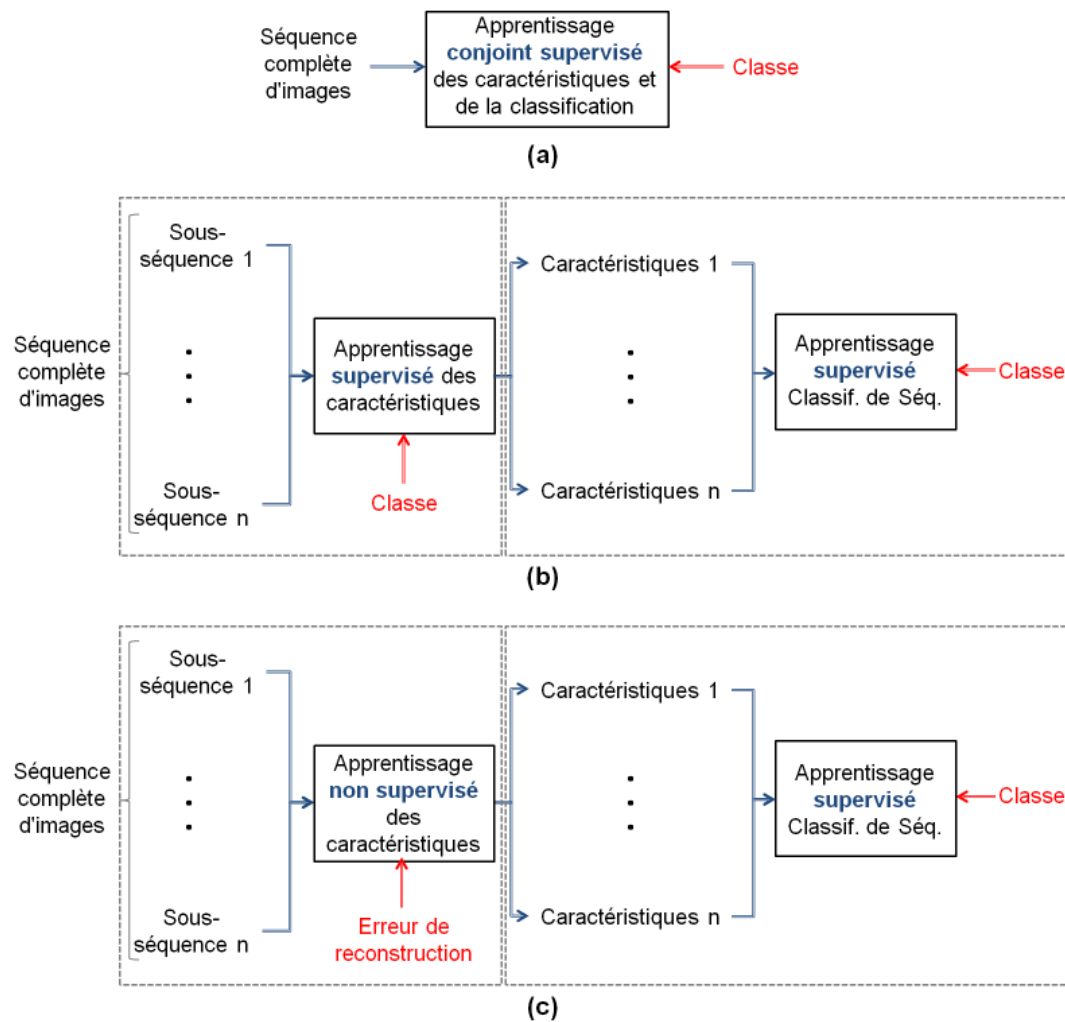 Séquence
complète
d'images
Apprentissage
conjoint supervisé
des caractéristiques et
de la classification
Classe
(a)
Séquence
complète
d'images
Sous-
séquence 1
Sous-
séquence n
Apprentissage
supervisé des
caractéristiques
Classe
Caractéristiques 1
Caractéristiques n
Apprentissage
supervisé
Classif. de Séq.
Classe
(b)
Séquence
complète
d'images
Sous-
séquence 1
Sous-
séquence n
Apprentissage
non supervisé
des
caractéristiques
Erreur de
reconstruction
Caractéristiques 1
Caractéristiques n
Apprentissage
supervisé
Classif. de Séq.
Classe
(c)